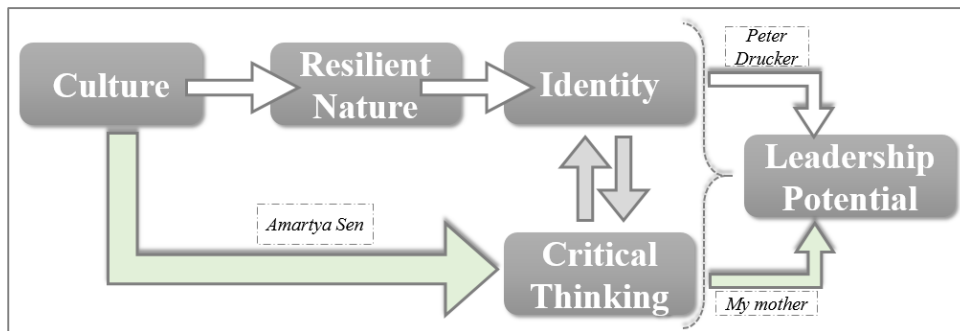 Culture
Resilient
Nature
Identity
Peter
Drucker
Leadership
Potential
Amartya Sen
Critical
Thinking
My mother